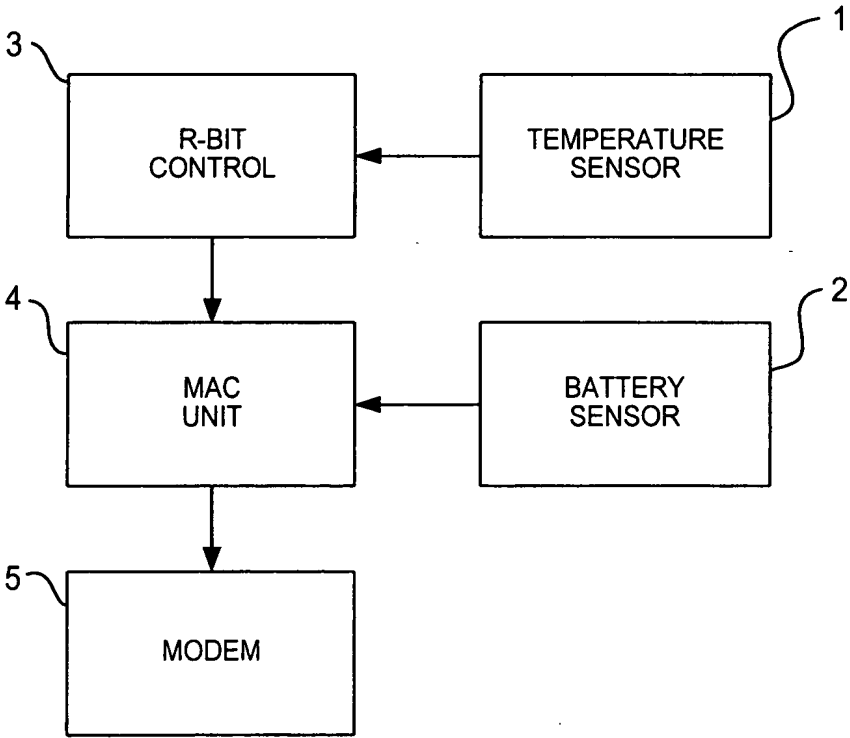 3
1
R-BIT
CONTROL
TEMPERATURE
SENSOR
4
2
MAC
UNIT
BATTERY
SENSOR
5
MODEM